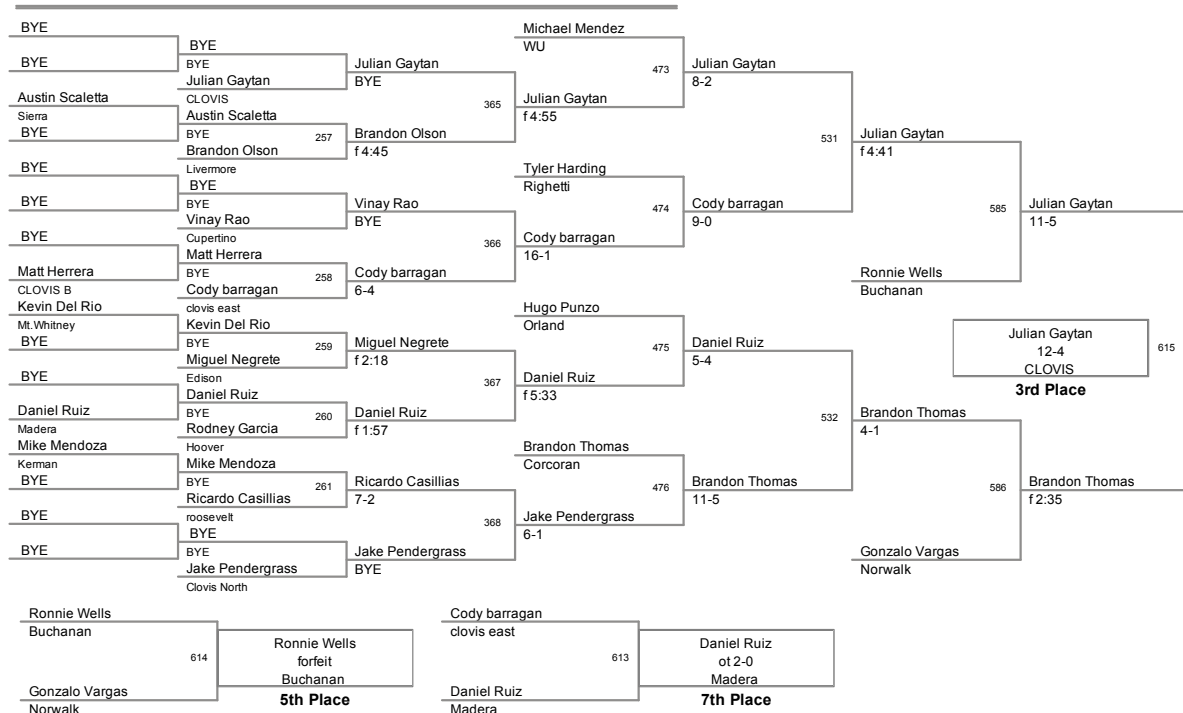 BYE
BYE
Austin Scaletta
Sierra
BYE
BYE
BYE
BYE
Matt Herrera
CLOVIS B
Kevin Del Rio
Mt.Whitney
BYE
BYE
Daniel Ruiz
Madera
Mike Mendoza
Kerman
BYE
BYE
BYE
BYE
BYE
Julian Gaytan
CLOVIS
Austin Scaletta
BYE
257
Brandon Olson
Livermore
BYE
BYE
Vinay Rao
Cupertino
Matt Herrera
BYE
258
Cody barragan
clovis east
Kevin Del Rio
BYE
259
Miguel Negrete
Edison
Daniel Ruiz
BYE
260
Rodney Garcia
Hoover
Mike Mendoza
BYE
261
Ricardo Casillias
roosevelt
BYE
BYE
Jake Pendergrass
Clovis North
Julian Gaytan
BYE
365
Brandon Olson
f 4:45
Vinay Rao
BYE
366
Cody barragan
6-4
Miguel Negrete
f 2:18
367
Daniel Ruiz
f 1:57
Ricardo Casillias
7-2
368
Jake Pendergrass
BYE
Michael Mendez
WU
473
Julian Gaytan
f 4:55
Tyler Harding
Righetti
474
Cody barragan
16-1
Hugo Punzo
Orland
475
Daniel Ruiz
f 5:33
Brandon Thomas
Corcoran
476
Jake Pendergrass
6-1
Julian Gaytan
8-2
531
Cody barragan
9-0
Daniel Ruiz
5-4
532
Brandon Thomas
11-5
Julian Gaytan
f 4:41
585
Ronnie Wells
Buchanan
Brandon Thomas
4-1
586
Gonzalo Vargas
Norwalk
Julian Gaytan
11-5
Julian Gaytan
12-4
CLOVIS
615
3rd Place
Brandon Thomas
f 2:35
Ronnie Wells
Buchanan
614
Gonzalo Vargas
Norwalk
Ronnie Wells
forfeit
Buchanan
5th Place
Cody barragan
clovis east
613
Daniel Ruiz
Madera
Daniel Ruiz
ot 2-0
Madera
7th Place